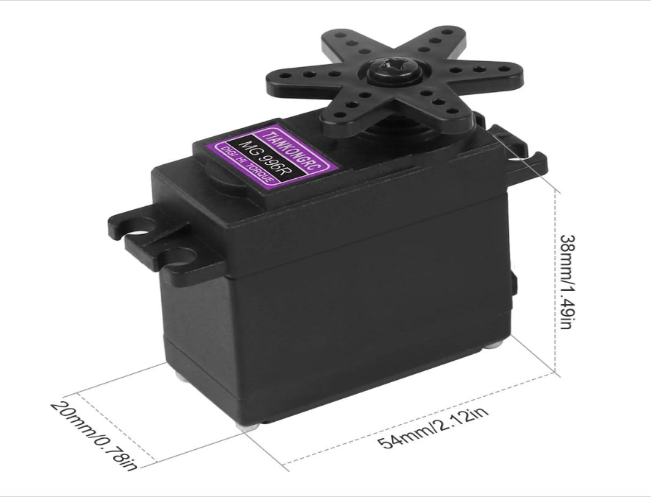 TIANKONGRC
MG 996R
DIGI HI TORQUE
38mm/1.49in
54mm/2.12in
20mm/0.78in